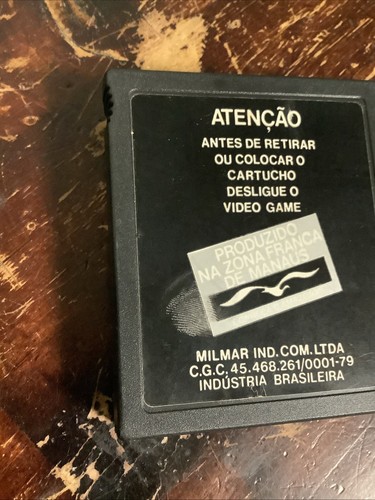 ATENÇÃO
ANTES DE RETIRAR
OU COLOCAR O
CARTUCHO
DESLIGUE O
VIDEO GAME
PRODUZIDO
NA ZONA FRANCA
DE MANAUS
MILMAR IND.COM.LTDA
C.G.C. 45.468.261/0001-79
INDÚSTRIA BRASILEIRA